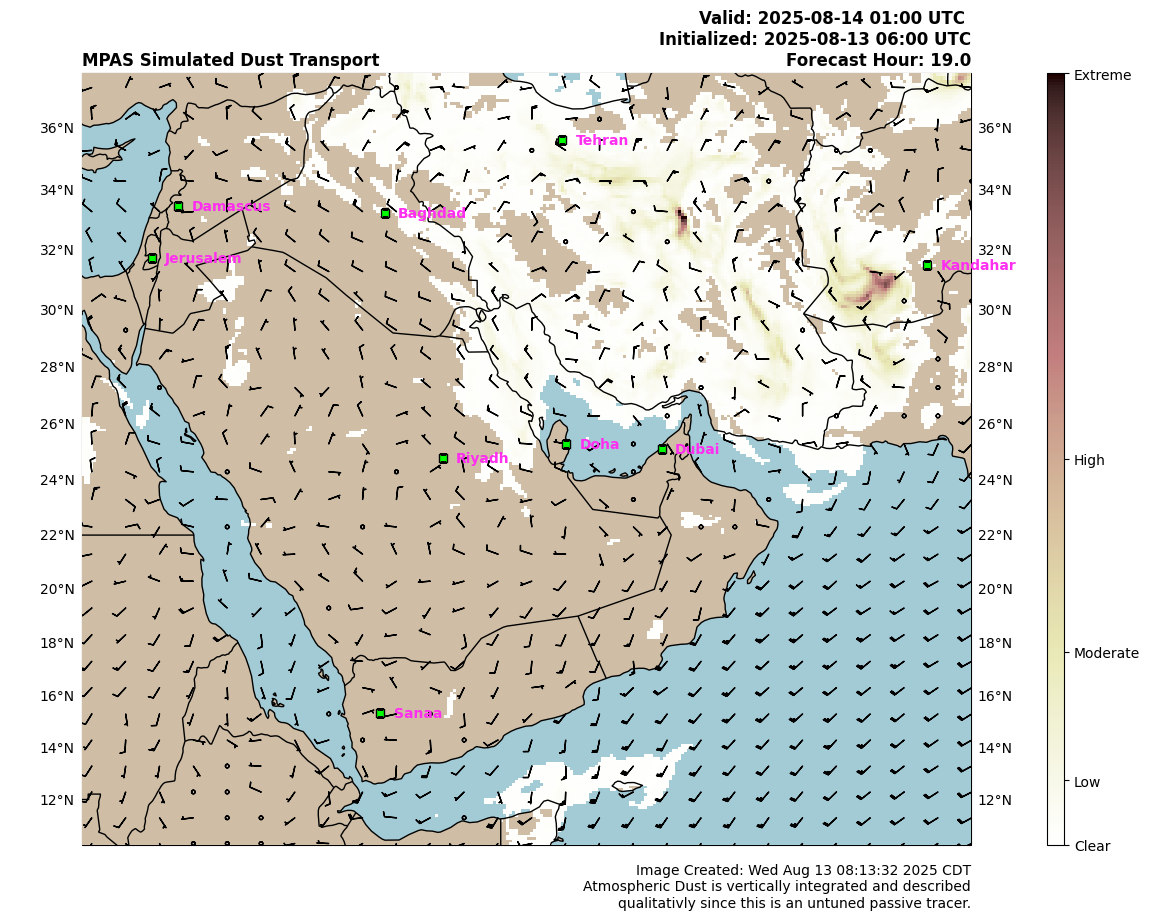 Valid: 2025-08-14 01:00 UTC
Initialized: 2025-08-13 06:00 UTC
MPAS Simulated Dust Transport Forecast Hour: 19.0
Extreme
36°N 36°N
Tehran
34°N 34°N
Damascus
Baghdad
32°N 32°N
Jerusalem
Kandahar
30°N 30°N
28°N 28°N
26°N 26°N
Doha
Dubai
Riyadh High
24°N 24°N
22°N 22°N
20°N 20°N
18°N 18°N
Moderate
16°N 16°N
Sanaa
14°N 14°N
Low
12°N 12°N
Clear
Image Created: Wed Aug 13 08:13:32 2025 CDT
Atmospheric Dust is vertically integrated and described
qualitativly since this is an untuned passive tracer.